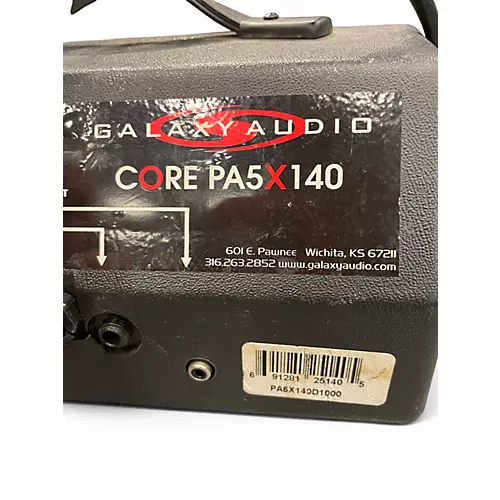 GALAXY AUDIO
CORE PA5X140
T
601 E. Pawnee Wichita, KS 67211
316.263.2852 www.galaxyaudio.com
6 91281 25140 5
PA5X140D1000